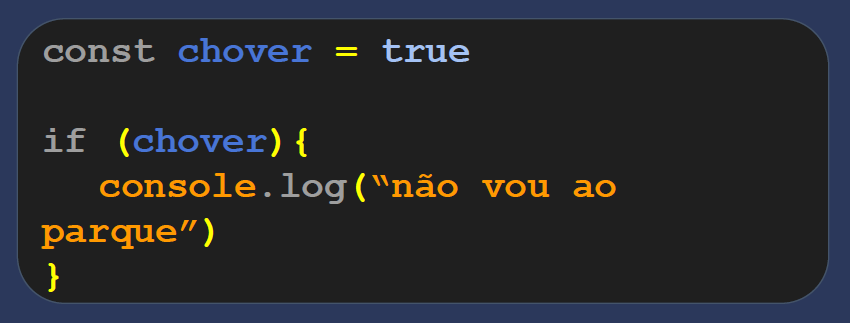 const chover = true
if (chover){
console.log(“não vou ao
parque”)
}